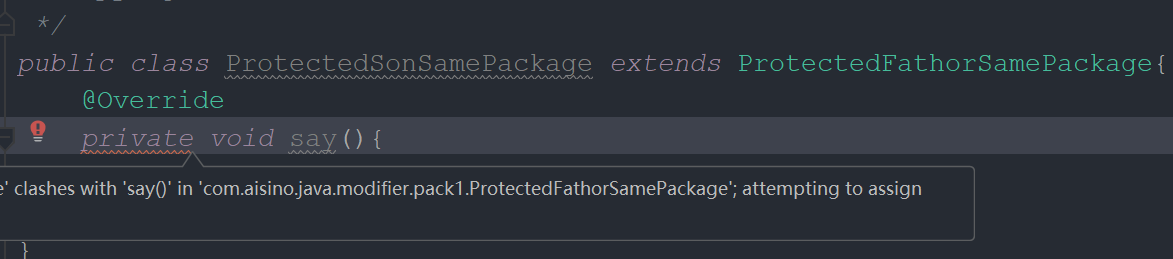 */
public class ProtectedSonSamePackage extends ProtectedFathorSamePackage{
@Override
private void say(){
' clashes with 'say()' in 'com.aisino.java.modifier.pack1.ProtectedFathorSamePackage'; attempting to assign
}